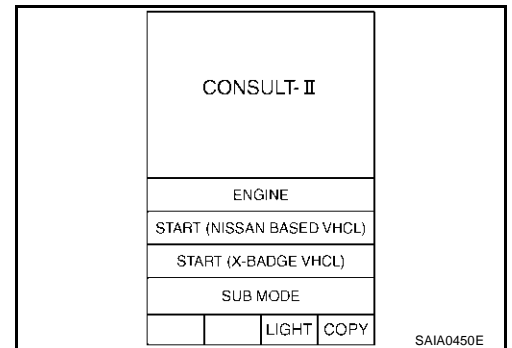 CONSULT-Ⅱ
ENGINE
START (NISSAN BASED VHCL)
START (X-BADGE VHCL)
SUB MODE
LIGHT COPY
SAIA0450E